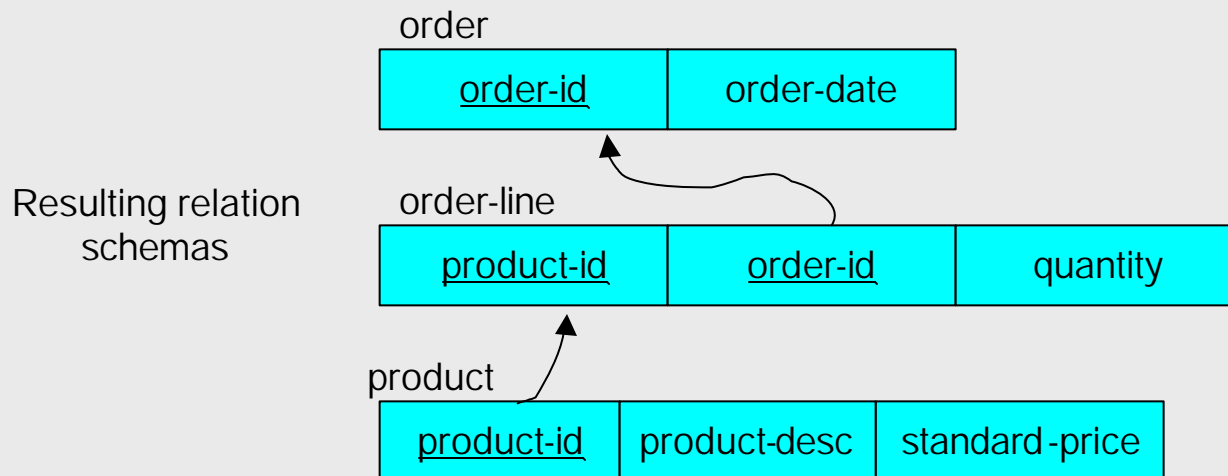 order
order-id order-date
Resulting relation
schemas
order-line
product-id order-id quantity
product
product-id product-desc standard-price